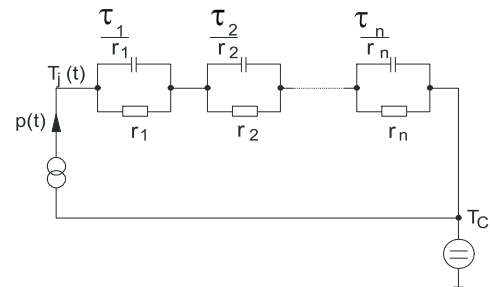 τ1 τ2 τn
r1 r2 rn
Tj (t)
p(t)
r1 r2 rn
TC